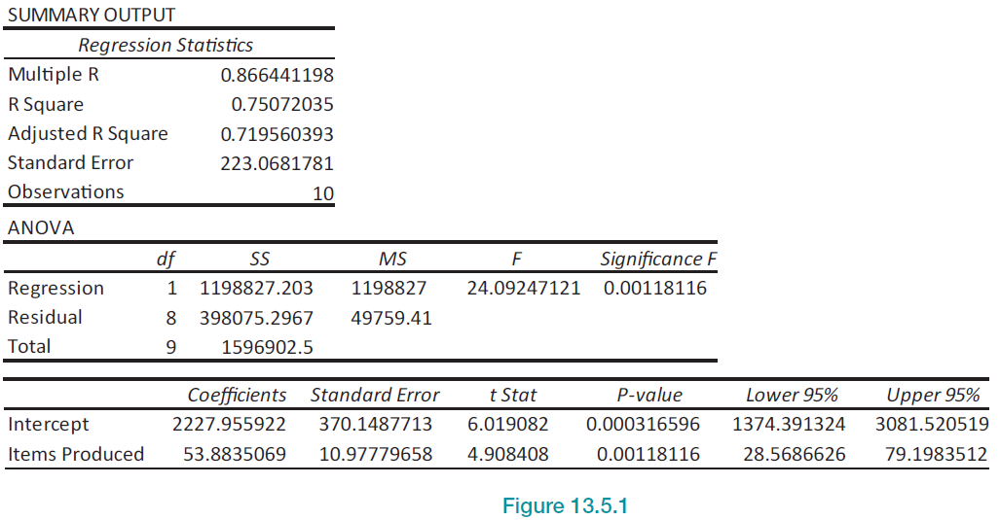 SUMMARY OUTPUT
Regression Statistics
Multiple R 0.866441198
R Square 0.75072035
Adjusted R Square 0.719560393
Standard Error 223.0681781
Observations 10
ANOVA
df SS MS F Significance F
Regression 1 1198827.203 1198827 24.09247121 0.00118116
Residual 8 398075.2967 49759.41
Total 9 1596902.5
Coefficients Standard Error t Stat P-value Lower 95% Upper 95%
Intercept 2227.955922 370.1487713 6.019082 0.000316596 1374.391324 3081.520519
Items Produced 53.8835069 10.97779658 4.908408 0.00118116 28.5686626 79.1983512
Figure 13.5.1